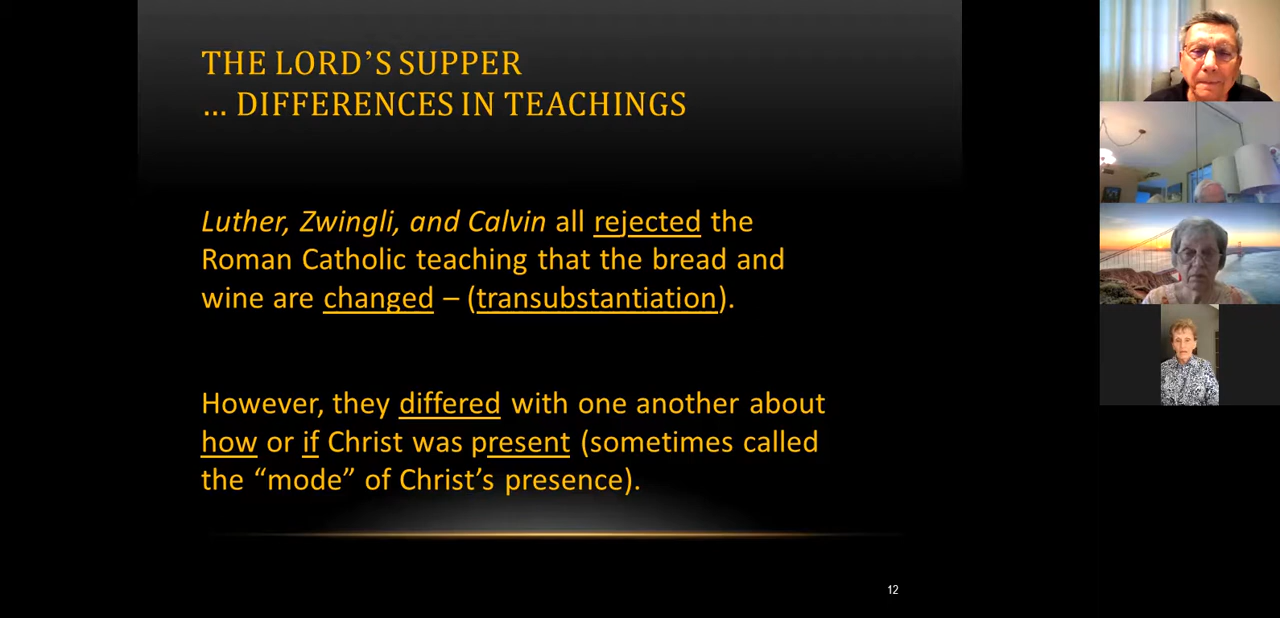 THE LORD’S SUPPER
… DIFFERENCES IN TEACHINGS
Luther, Zwingli, and Calvin all rejected the
Roman Catholic teaching that the bread and
wine are changed – (transubstantiation).
However, they differed with one another about
how or if Christ was present (sometimes called
the “mode” of Christ’s presence).
12